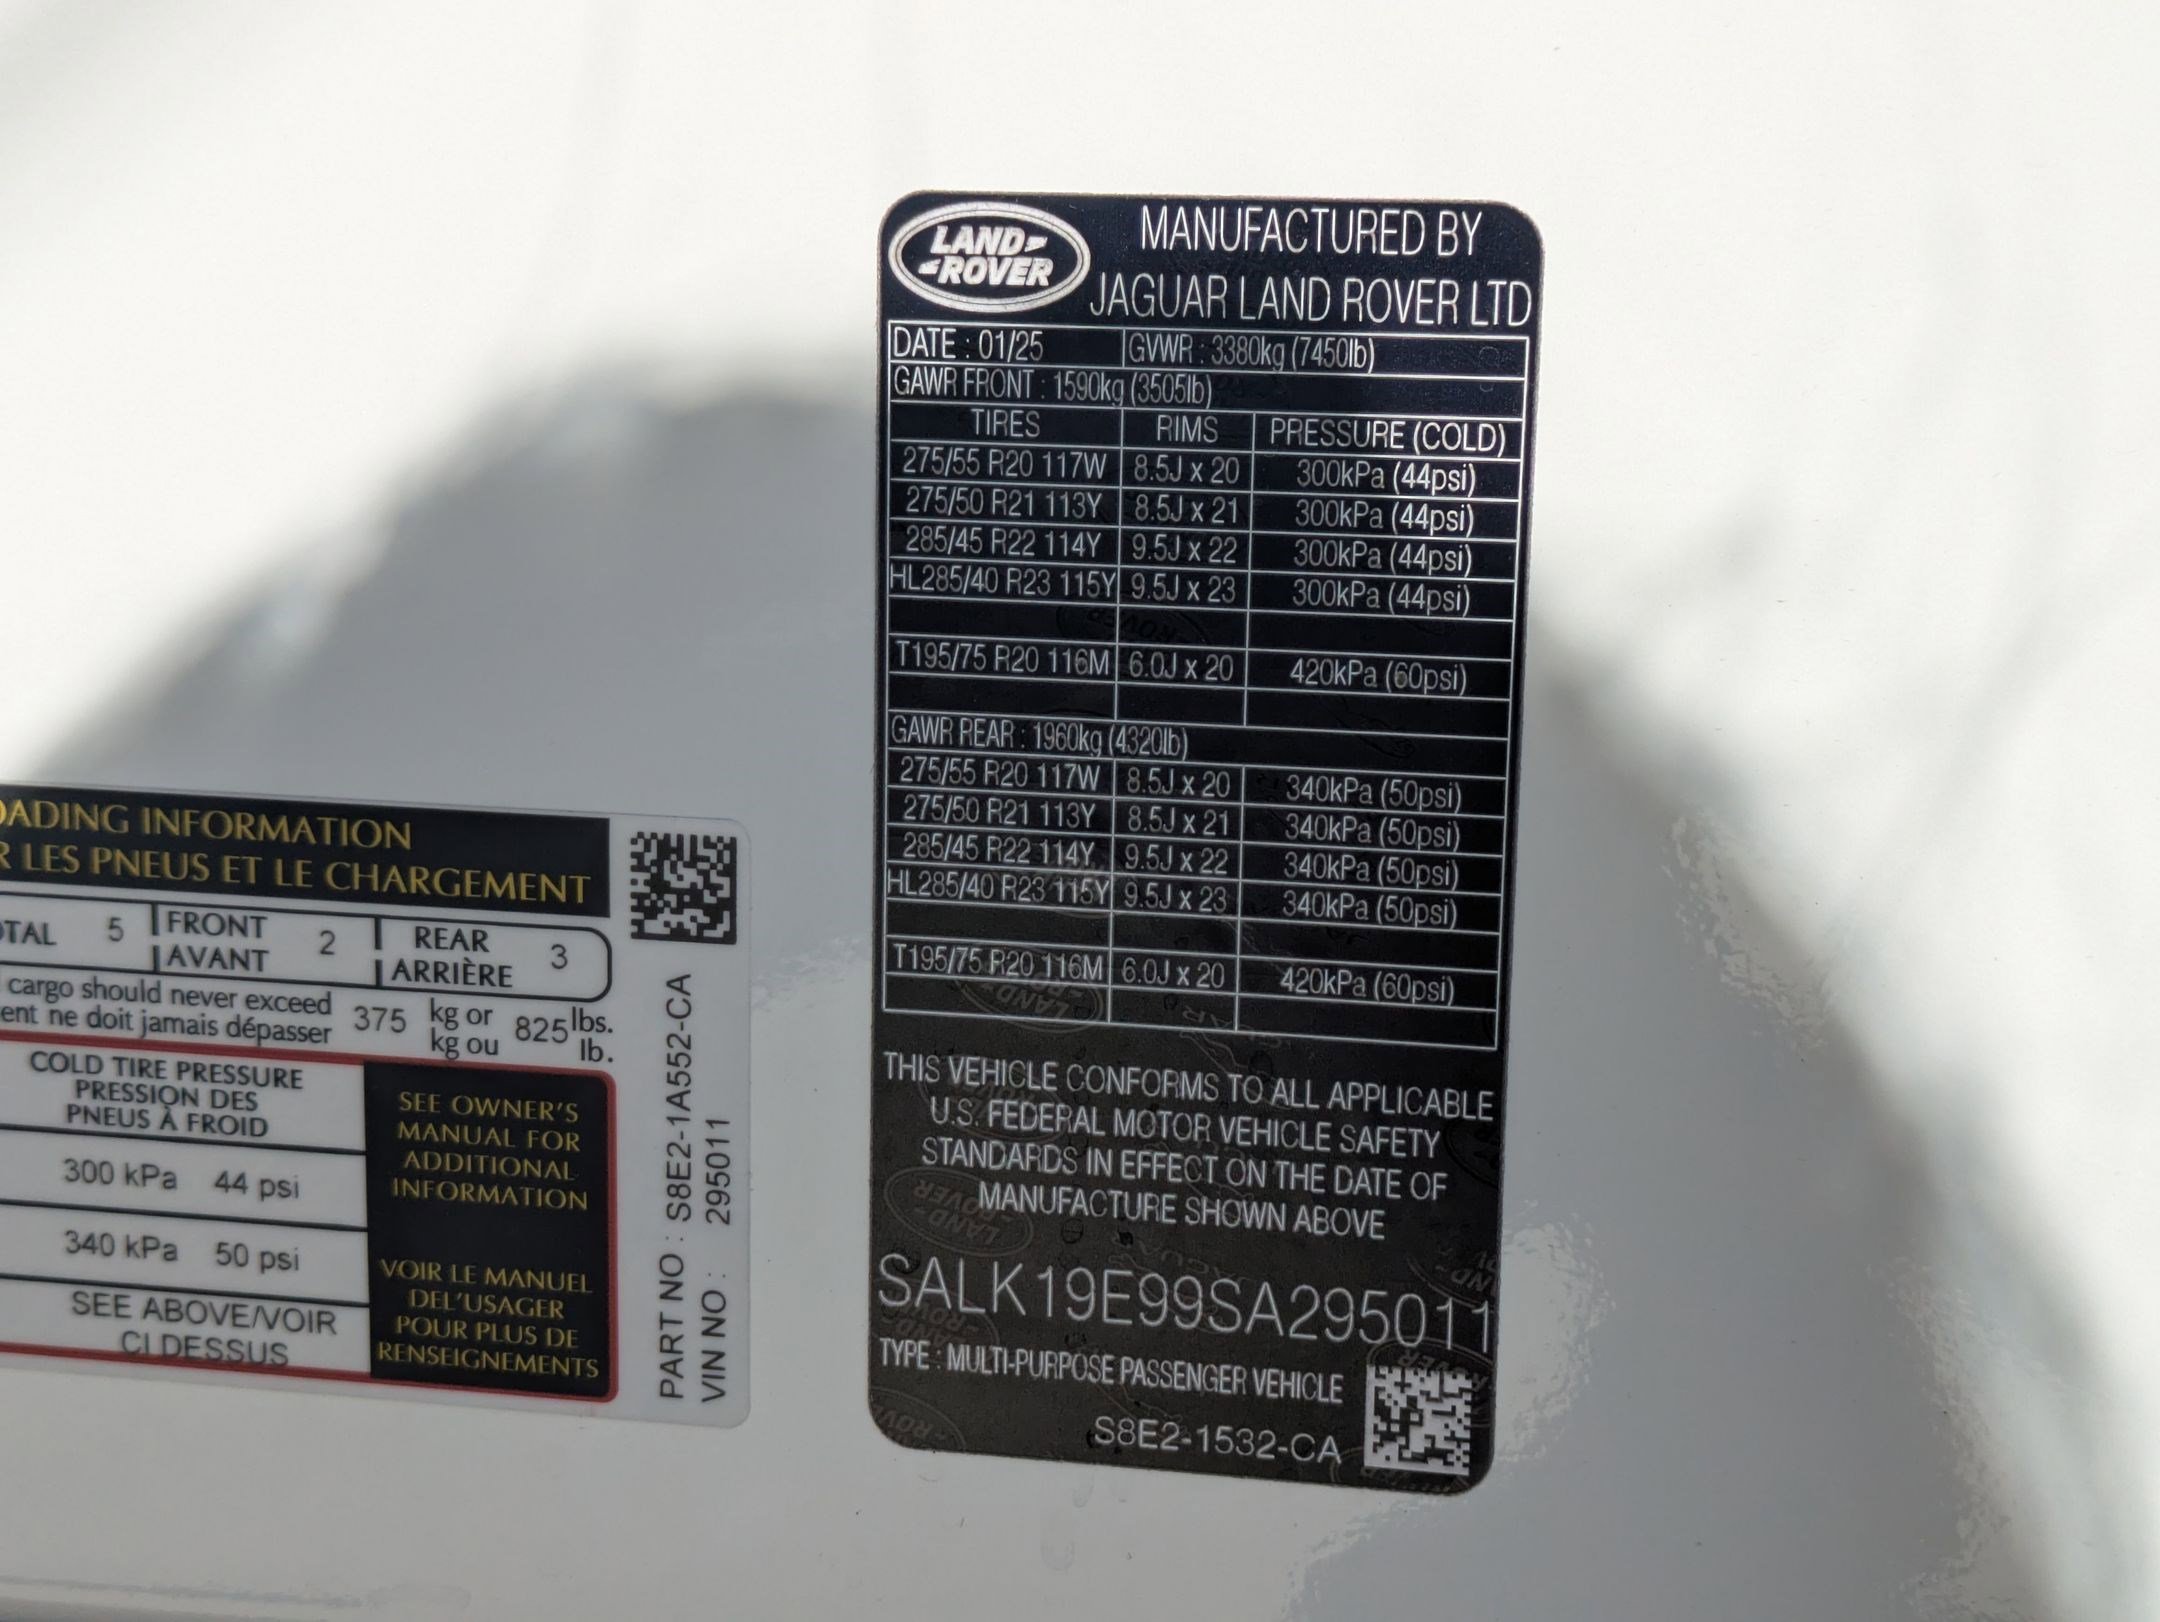 LAND ROVER
MANUFACTURED BY
JAGUAR LAND ROVER LTD
DATE : 01/25 GVWR : 3380kg (7450lb)
GAWR FRONT : 1590kg (3505lb)
TIRES RIMS PRESSURE (COLD)
275/55 R20 117W 8.5J x 20 300kPa (44psi)
275/50 R21 113Y 8.5J x 21 300kPa (44psi)
285/45 R22 114Y 9.5J x 22 300kPa (44psi)
HL285/40 R23 115Y 9.5J x 23 300kPa (44psi)
T195/75 R20 116M 6.0J x 20 420kPa (60psi)
GAWR REAR : 1960kg (4320lb)
275/55 R20 117W 8.5J x 20 340kPa (50psi)
275/50 R21 113Y 8.5J x 21 340kPa (50psi)
285/45 R22 114Y 9.5J x 22 340kPa (50psi)
HL285/40 R23 115Y 9.5J x 23 340kPa (50psi)
T195/75 R20 116M 6.0J x 20 420kPa (60psi)
THIS VEHICLE CONFORMS TO ALL APPLICABLE
U.S. FEDERAL MOTOR VEHICLE SAFETY
STANDARDS IN EFFECT ON THE DATE OF
MANUFACTURE SHOWN ABOVE
SALK19E99SA295011
TYPE : MULTI-PURPOSE PASSENGER VEHICLE
S8E2-1532-CA
OADING INFORMATION
R LES PNEUS ET LE CHARGEMENT
OTAL 5 FRONT AVANT 2 REAR ARRIÈRE 3
cargo should never exceed 375 kg or 825 lbs.
ent ne doit jamais dépasser kg ou lb.
COLD TIRE PRESSURE
PRESSION DES
PNEUS À FROID
300 kPa 44 psi
340 kPa 50 psi
SEE ABOVE/VOIR
CI DESSUS
SEE OWNER'S
MANUAL FOR
ADDITIONAL
INFORMATION
VOIR LE MANUEL
DEL'USAGER
POUR PLUS DE
RENSEIGNEMENTS
PART NO : S8E2-1A552-CA
VIN NO : 295011